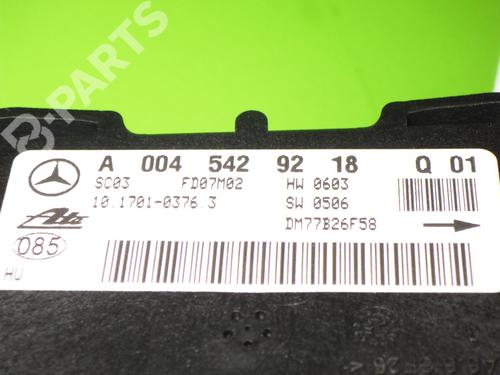 B-PARTS
A 004 542 92 18 Q 01
SC03 FD07M02 HW 0603
10.1701-0376.3 SW 0506
Ate DM77B26F58
085
HU